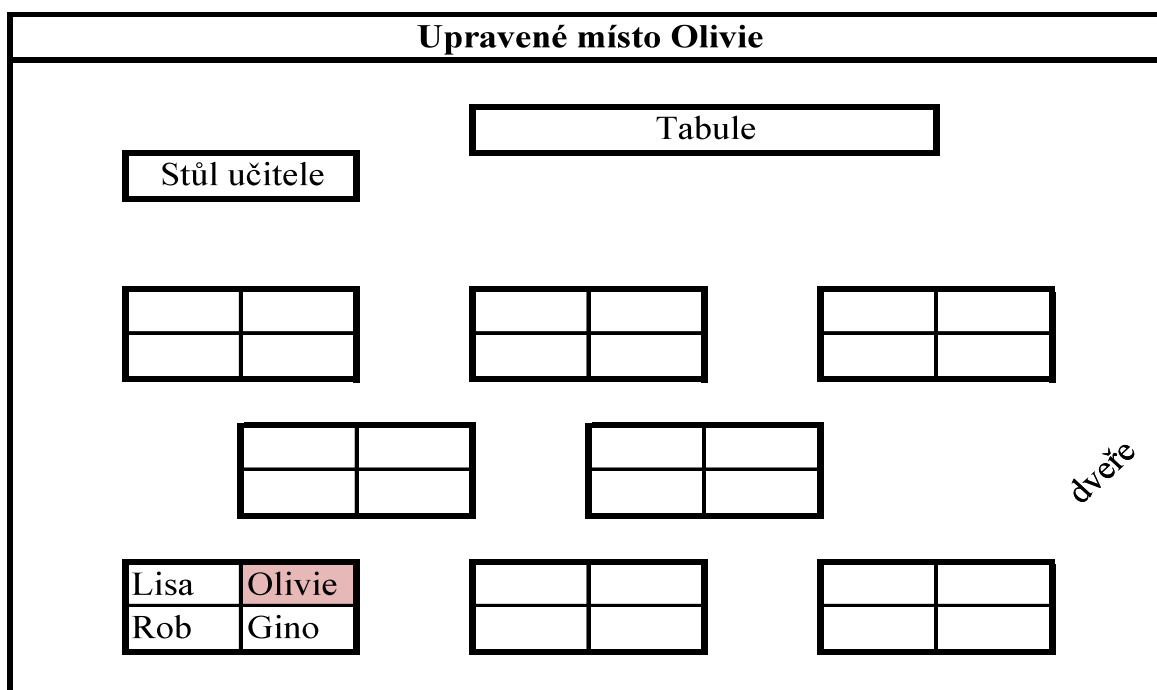 Upravené místo Olivie
Tabule
Stůl učitele
dveře
Lisa Olivie
Rob Gino